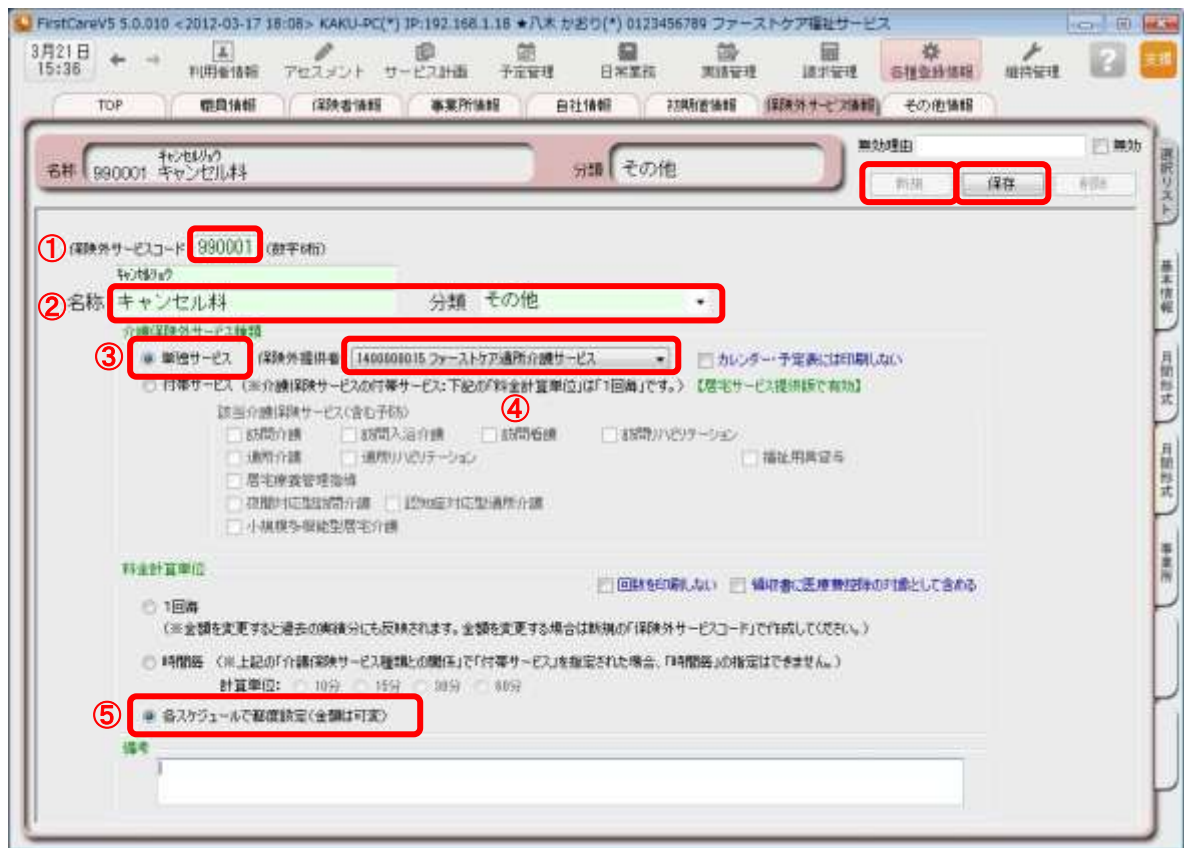 FirstCareV5 5.0.010 <2012-03-17 18:08> KAKU-PC(*) IP:192.168.1.18 ★八木 かおり(*) 0123456789 ファーストケア福祉サービス
3月21日
15:36
利用者情報 アセスメント サービス計画 予定管理 日常業務 実績管理 請求管理 各種登録情報 維持管理 ? 支援
TOP 職員情報 保険者情報 事業所情報 自社情報 初期値情報 保険外サービス情報 その他情報
無効理由 無効
キャンセルリョウ
名称 990001 キャンセル料 分類 その他
新規 保存 削除
選択リスト
基本情報
月間形式
月間形式
事業所
① 保険外サービスコード 990001 (数字6桁)
キャンセルリョウ
② 名称 キャンセル料 分類 その他
介護保険外サービス種類
③ 単独サービス 保険外提供者 1400000015 ファーストケア通所介護サービス カレンダー・予定表には印刷しない
付帯サービス (※介護保険サービスの付帯サービス:下記の「料金計算単位」は「1回毎」です。) 【居宅サービス提供版で有効】
④
該当介護保険サービス(含む予防)
訪問介護 訪問入浴介護 訪問看護 訪問リハビリテーション
通所介護 通所リハビリテーション 福祉用具貸与
居宅療養管理指導
夜間対応型訪問介護 認知症対応型通所介護
小規模多機能型居宅介護
料金計算単位
回数を印刷しない 領収書に医療費控除の対象として含める
1回毎
(※金額を変更すると過去の実績分にも反映されます。金額を変更する場合は新規の「保険外サービスコード」で作成してください。)
時間毎 (※上記の「介護保険サービス種類との関係」で「付帯サービス」を指定された場合、「時間毎」の指定はできません。)
計算単位: 10分 15分 30分 60分
⑤ 各スケジュールで都度設定(金額は可変)
備考